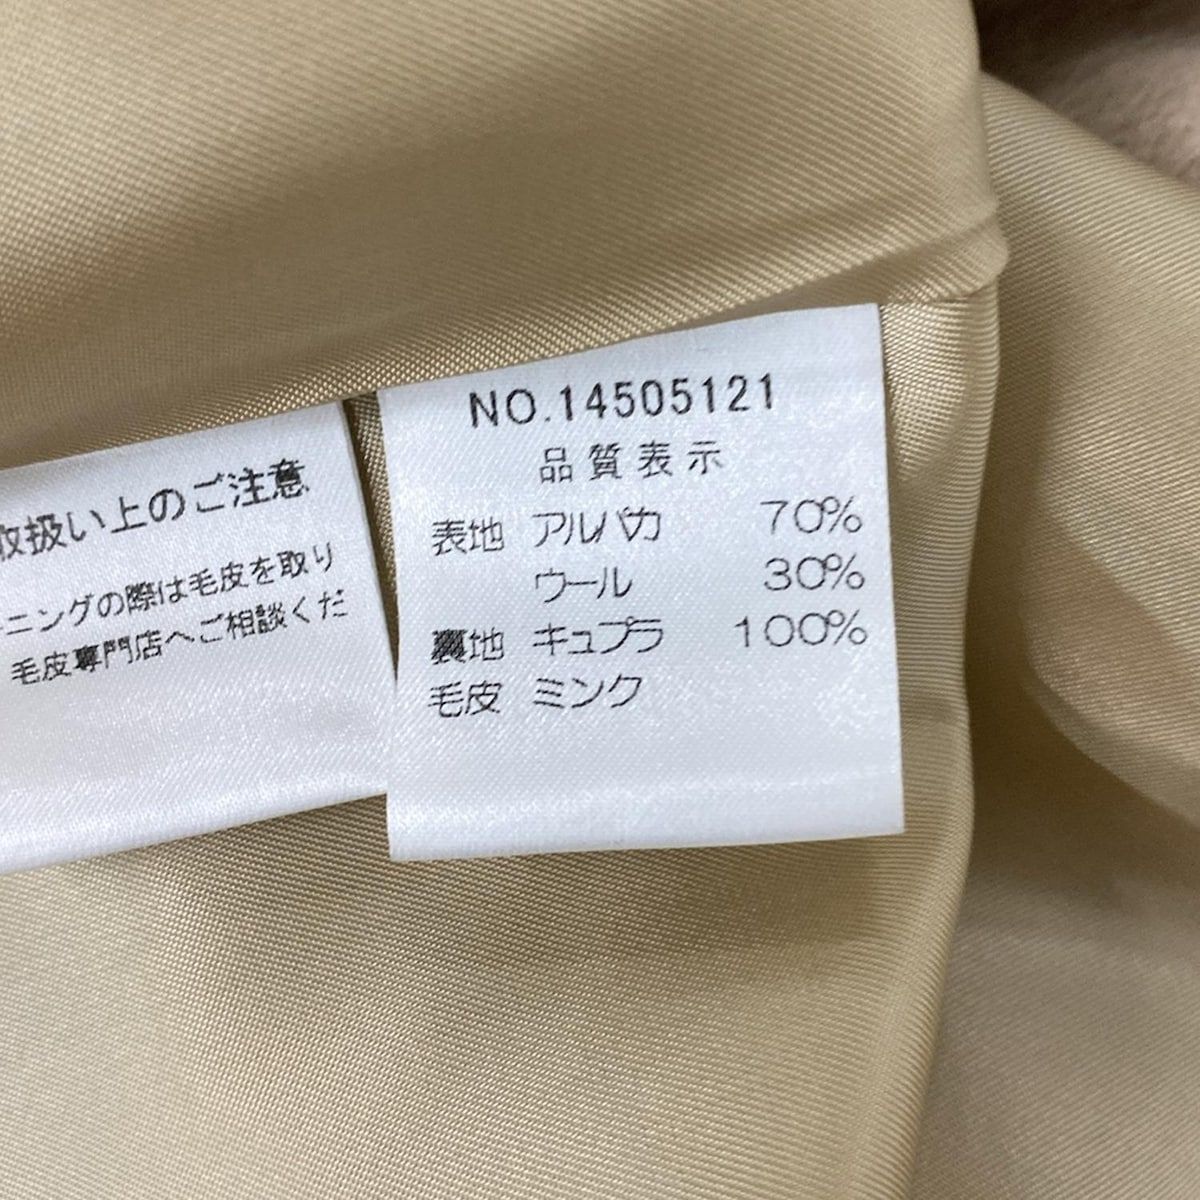 取扱い上のご注意
ーニングの際は毛皮を取り
毛皮専門店へご相談くだ
NO.14505121
品質表示
表地 アルパカ 70%
ウール 30%
裏地 キュプラ 100%
毛皮 ミンク